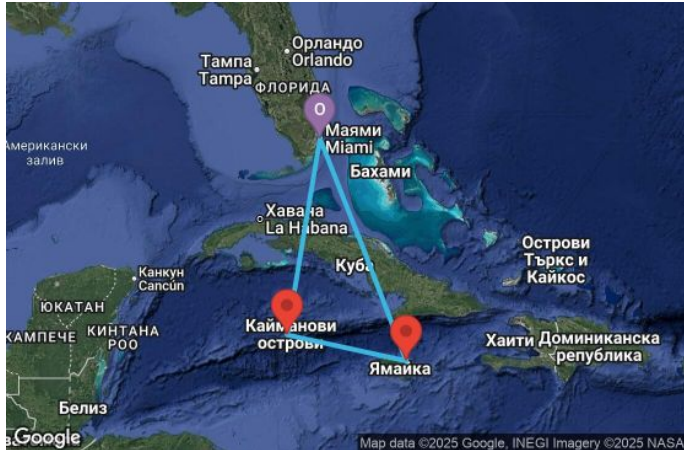 Орландо
Orlando
Тампа
Tampa
ФЛОРИДА
O
Маями
Miami
Американски
залив
Бахами
Хавана
La Habana
Куба
Острови
Търкс и
Кайкос
Канкун
Cancún
ЮКАТАН
КАМПЕЧЕ
КИНТАНА
РОО
Кайманови
острови
Ямайка
Хаити
Доминиканска
република
Белиз
Google
Map data ©2025 Google, INEGI Imagery ©2025 NASA